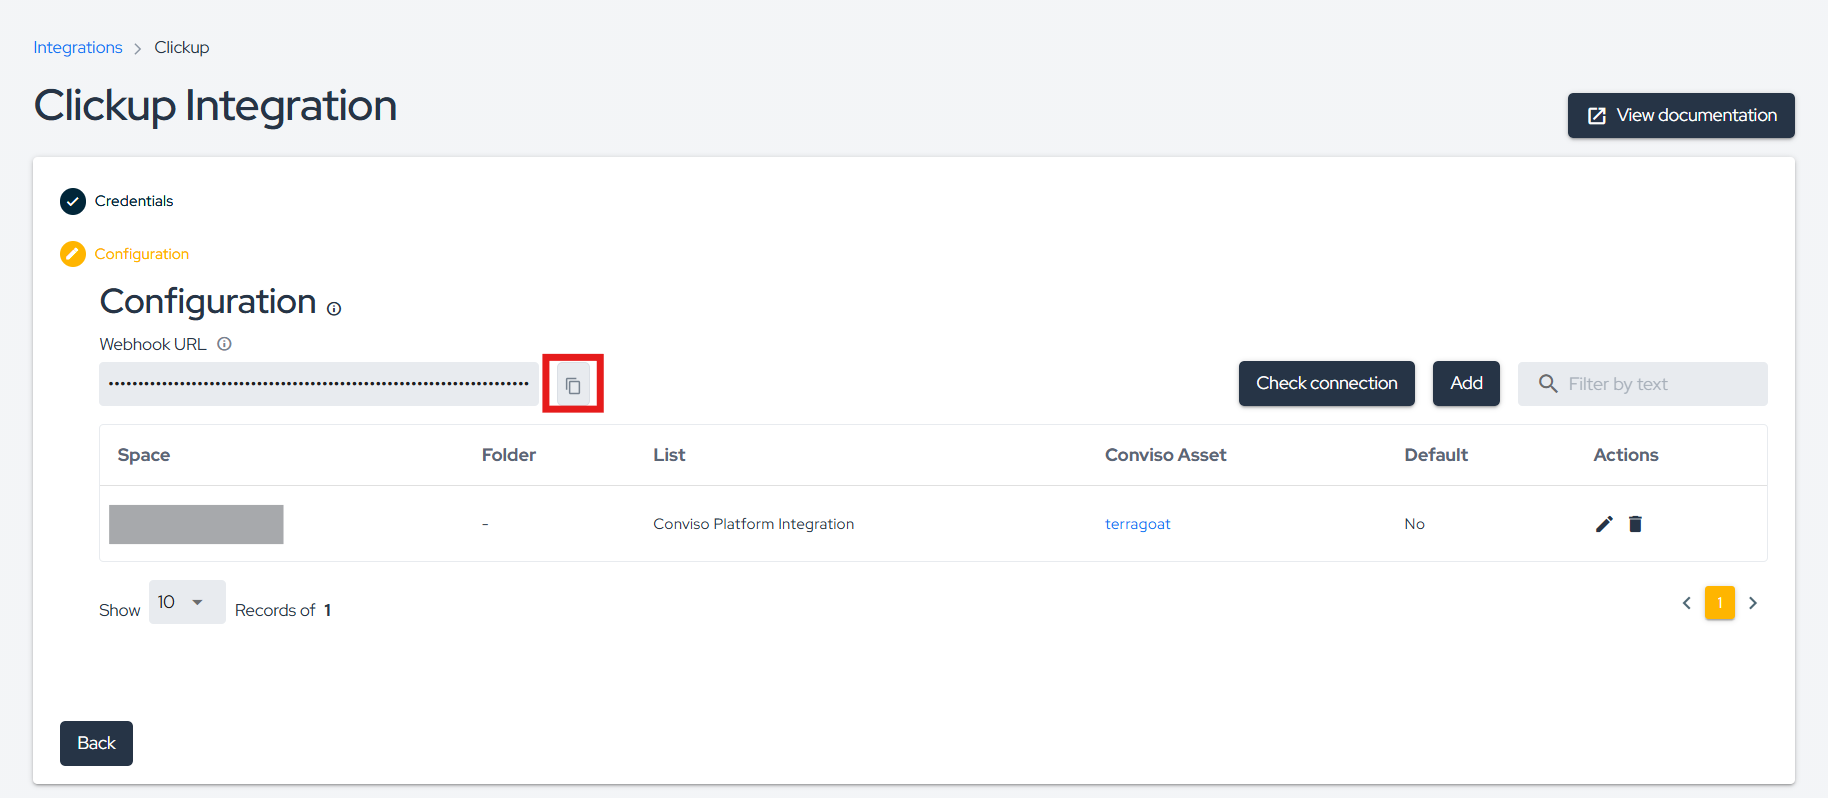 Integrations > Clickup
Clickup Integration
View documentation
Credentials
Configuration
Configuration
Webhook URL
••••••••••••••••••••••••••••••••••••••••••••••••••••••••••••••••••••••
Check connection
Add
Filter by text
Space Folder List Conviso Asset Default Actions
- Conviso Platform Integration terragoat No
Show 10 Records of 1
1
Back